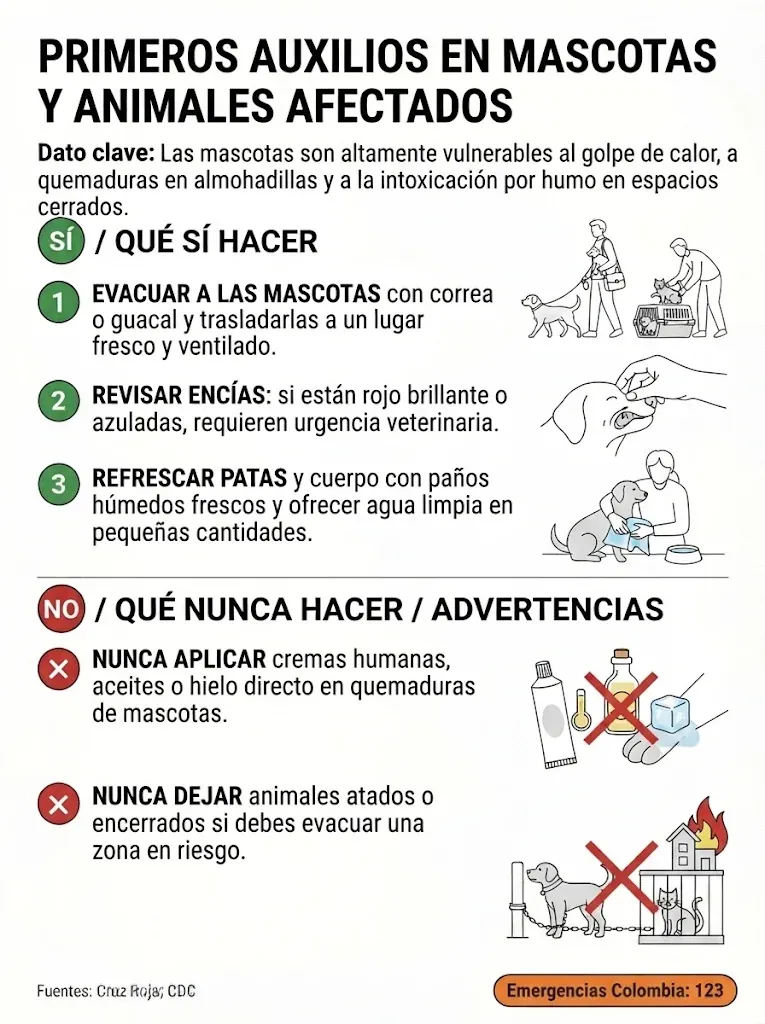 PRIMEROS AUXILIOS EN MASCOTAS
Y ANIMALES AFECTADOS
Dato clave: Las mascotas son altamente vulnerables al golpe de calor, a
quemaduras en almohadillas y a la intoxicación por humo en espacios
cerrados.
SÍ / QUÉ SÍ HACER
1 EVACUAR A LAS MASCOTAS con correa
o guacal y trasladarlas a un lugar
fresco y ventilado.
2 REVISAR ENCÍAS: si están rojo brillante o
azuladas, requieren urgencia veterinaria.
3 REFRESCAR PATAS y cuerpo con paños
húmedos frescos y ofrecer agua limpia en
pequeñas cantidades.
NO / QUÉ NUNCA HACER / ADVERTENCIAS
NUNCA APLICAR cremas humanas,
aceites o hielo directo en quemaduras
de mascotas.
NUNCA DEJAR animales atados o
encerrados si debes evacuar una
zona en riesgo.
Fuentes: Cruz Roja, CDC
Emergencias Colombia: 123